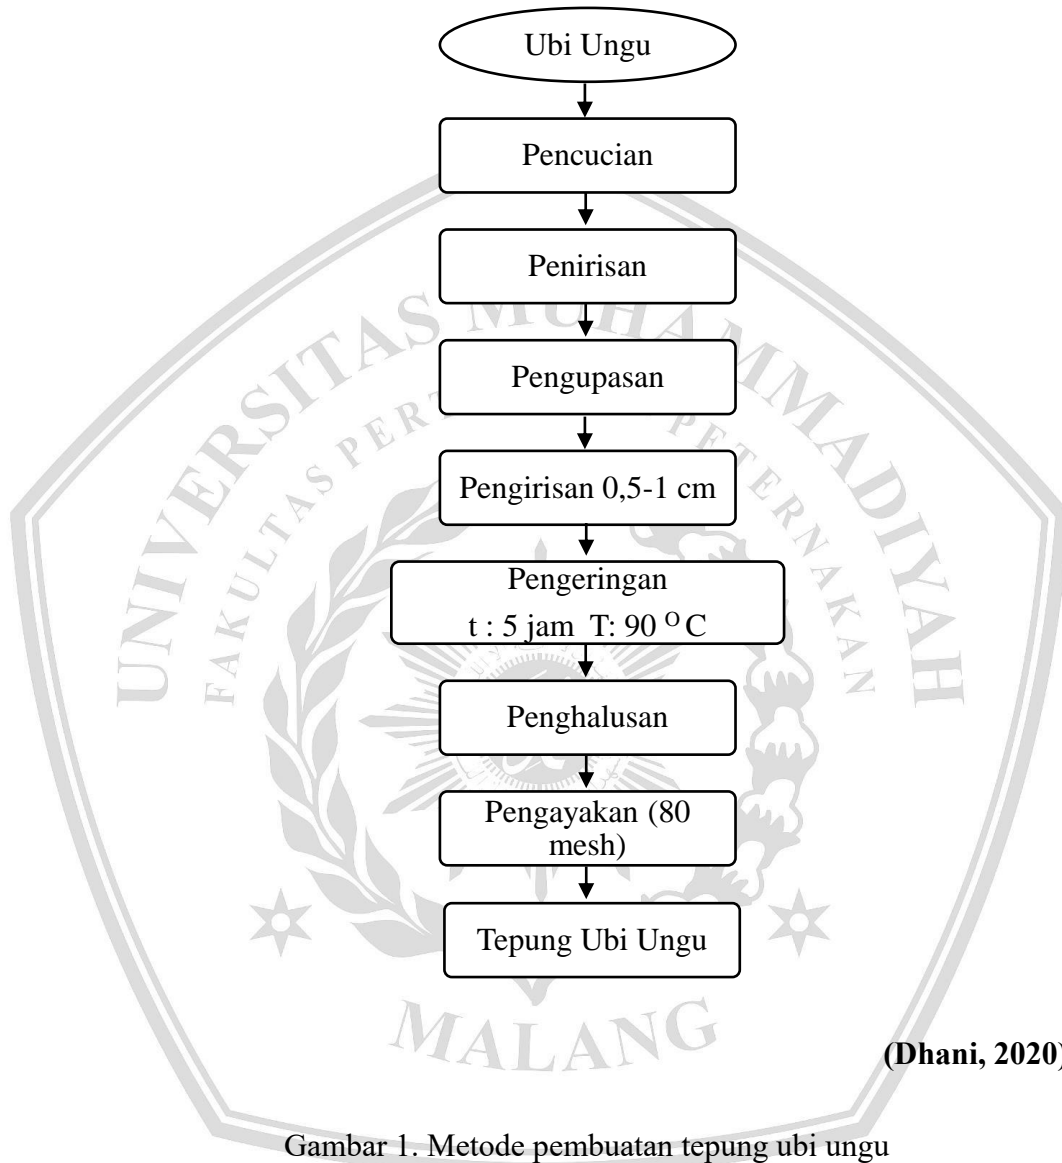 Ubi Ungu
Pencucian
Penirisan
Pengupasan
Pengirisan 0,5-1 cm
Pengeringan
t : 5 jam T: 90 ᴼ C
Penghalusan
Pengayakan (80
mesh)
Tepung Ubi Ungu
(Dhani, 2020)
Gambar 1. Metode pembuatan tepung ubi ungu
UNIVERSITAS MUHAMMADIYAH
FAKULTAS PETERNAKAN
MALANG